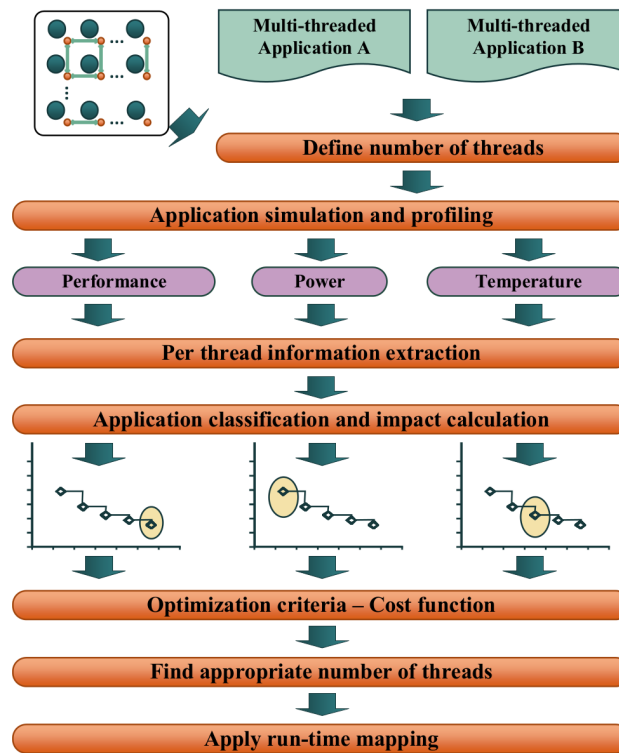 Multi-threaded
Application A
Multi-threaded
Application B
Define number of threads
Application simulation and profiling
Performance
Power
Temperature
Per thread information extraction
Application classification and impact calculation
Optimization criteria – Cost function
Find appropriate number of threads
Apply run-time mapping